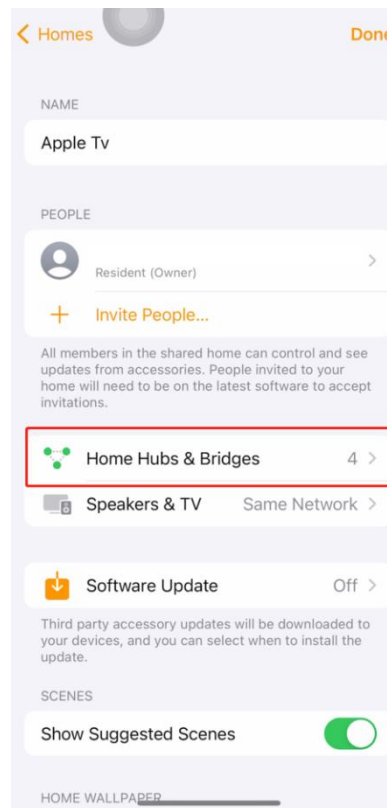 Homes
Done
NAME
Apple Tv
PEOPLE
Resident (Owner)
Invite People...
All members in the shared home can control and see
updates from accessories. People invited to your
home will need to be on the latest software to accept
invitations.
Home Hubs & Bridges 4
Speakers & TV Same Network
Software Update Off
Third party accessory updates will be downloaded to
your devices, and you can select when to install the
update.
SCENES
Show Suggested Scenes
HOME WALLPAPER